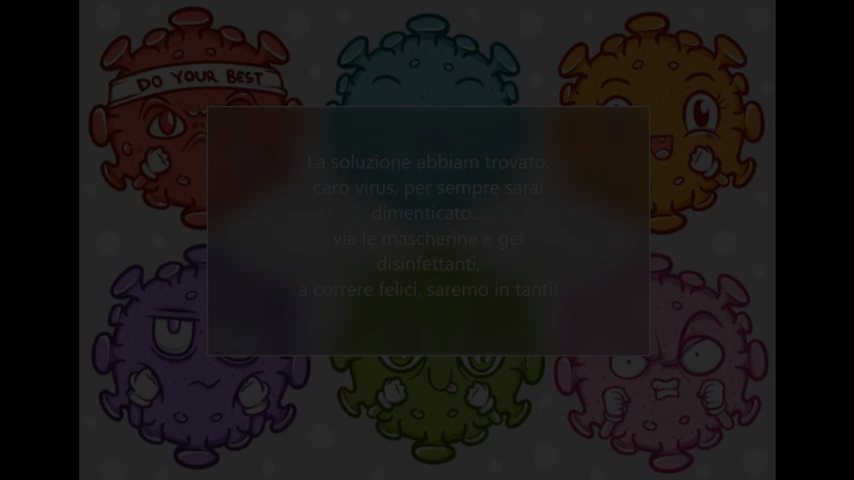 DO YOUR BEST
La soluzione abbiam trovato,
caro virus, per sempre sarai
dimenticato...
via le mascherine e gel
disinfettanti,
a correre felici, saremo in tanti!